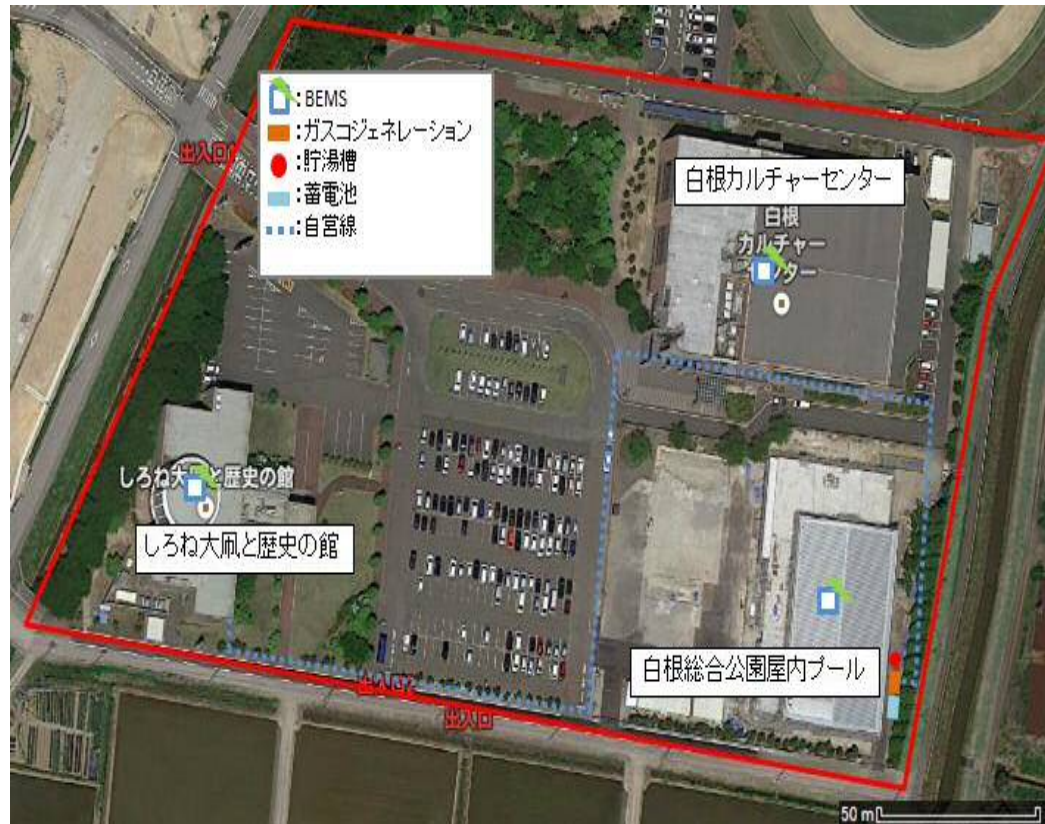 : BEMS
:ガスコジェネレーション
:貯湯槽
:蓄電池
:自営線
出入口
白根カルチャーセンター
白根
カルチャー
センター
しろね大凧と歴史の館
しろね大凧と歴史の館
白根総合公園屋内プール
出入口
出入口
50 m